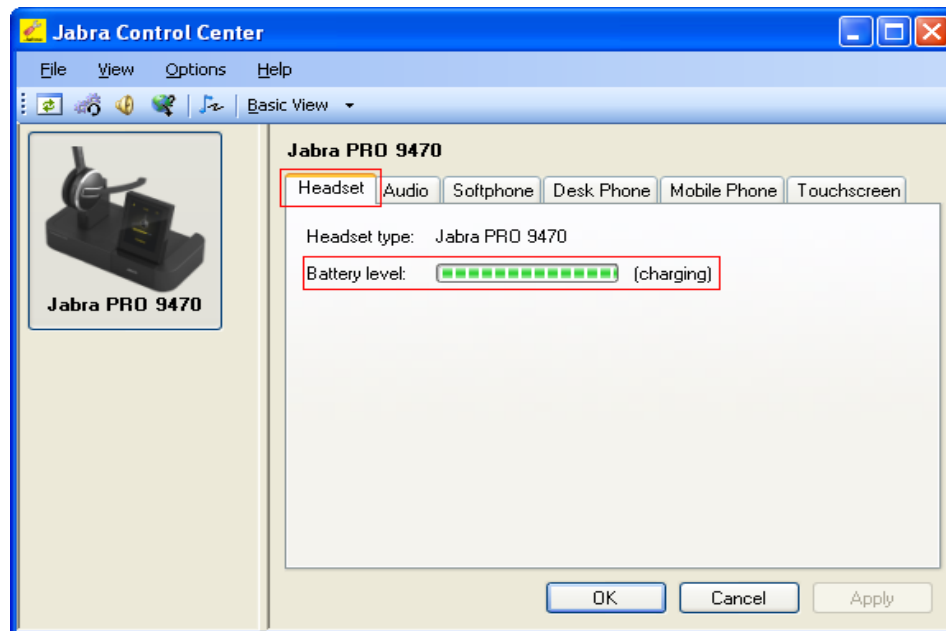 Jabra Control Center
File View Options Help
Basic View
Jabra PRO 9470
Jabra PRO 9470
Headset Audio Softphone Desk Phone Mobile Phone Touchscreen
Headset type: Jabra PRO 9470
Battery level: (charging)
OK Cancel Apply